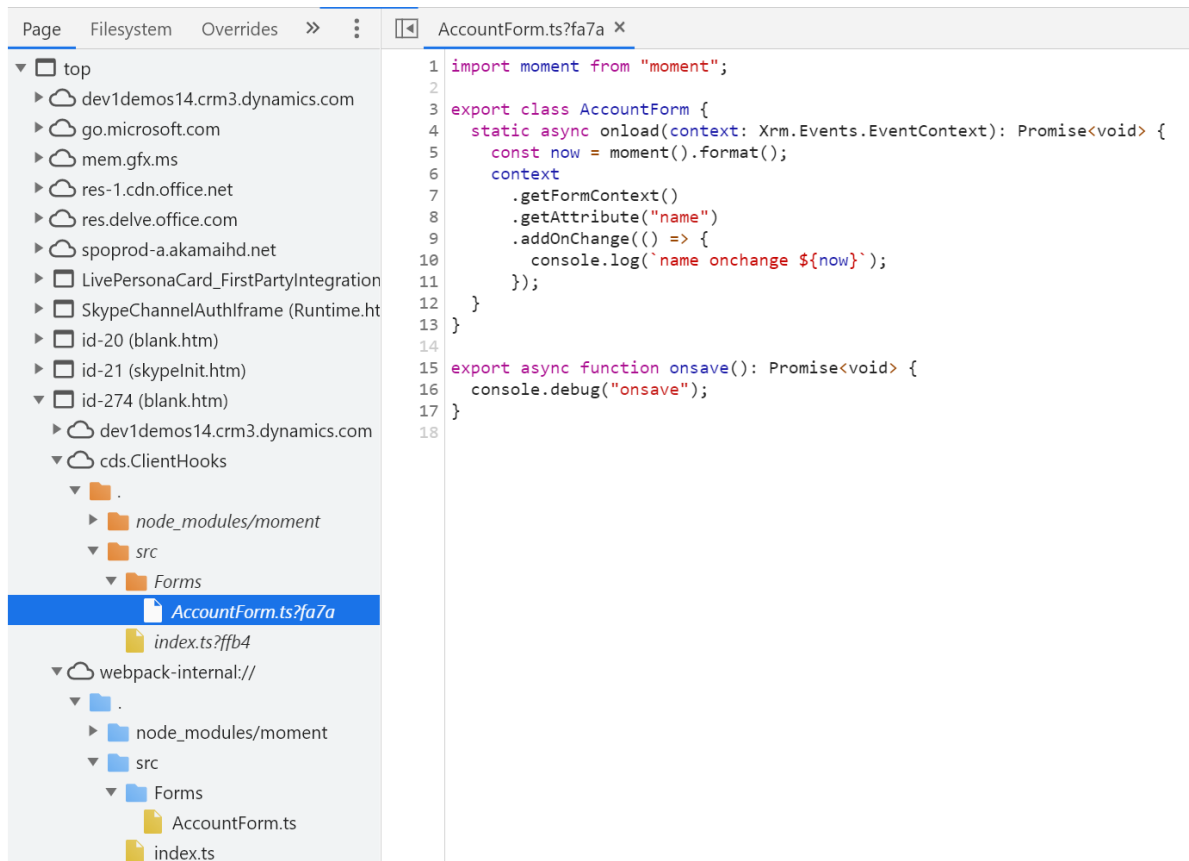 Page Filesystem Overrides »
top
dev1demos14.crm3.dynamics.com
go.microsoft.com
mem.gfx.ms
res-1.cdn.office.net
res.delve.office.com
spoprod-a.akamaihd.net
LivePersonaCard_FirstPartyIntegration
SkypeChannelAuthIframe (Runtime.ht
id-20 (blank.htm)
id-21 (skypeInit.htm)
id-274 (blank.htm)
dev1demos14.crm3.dynamics.com
cds.ClientHooks
.
node_modules/moment
src
Forms
AccountForm.ts?fa7a
index.ts?ffb4
webpack-internal://
.
node_modules/moment
src
Forms
AccountForm.ts
index.ts
AccountForm.ts?fa7a ×
1 import moment from "moment";
2
3 export class AccountForm {
4   static async onload(context: Xrm.Events.EventContext): Promise<void> {
5     const now = moment().format();
6     context
7       .getFormContext()
8       .getAttribute("name")
9       .addOnChange(() => {
10         console.log(`name onchange ${now}`);
11       });
12   }
13 }
14
15 export async function onsave(): Promise<void> {
16   console.debug("onsave");
17 }
18